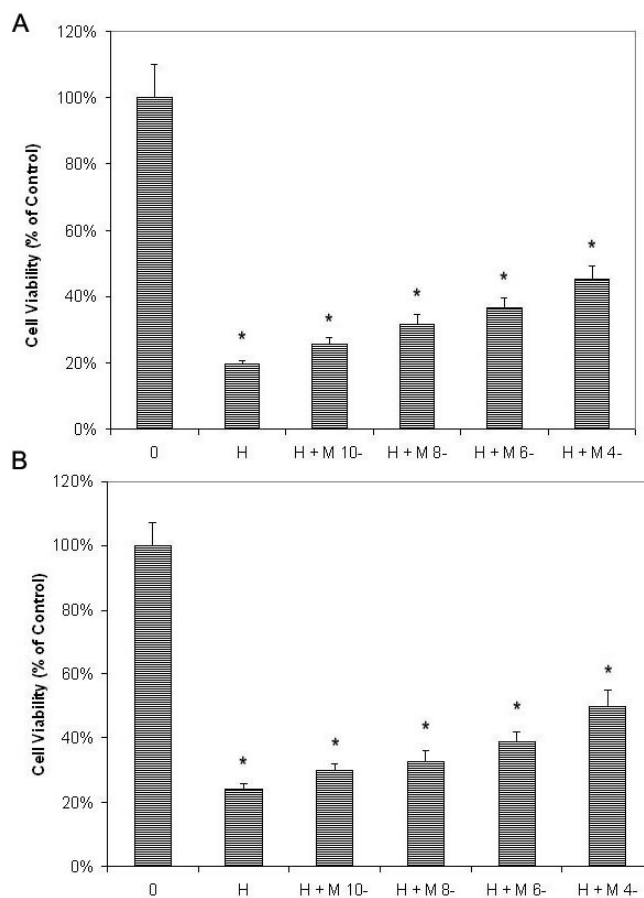 A
Cell Viability (% of Control)
120%
100%
80%
60%
40%
20%
0%
*
*
*
*
*
0
H
H + M 10-
H + M 8-
H + M 6-
H + M 4-
B
Cell Viability (% of Control)
120%
100%
80%
60%
40%
20%
0%
*
*
*
*
*
0
H
H + M 10-
H + M 8-
H + M 6-
H + M 4-